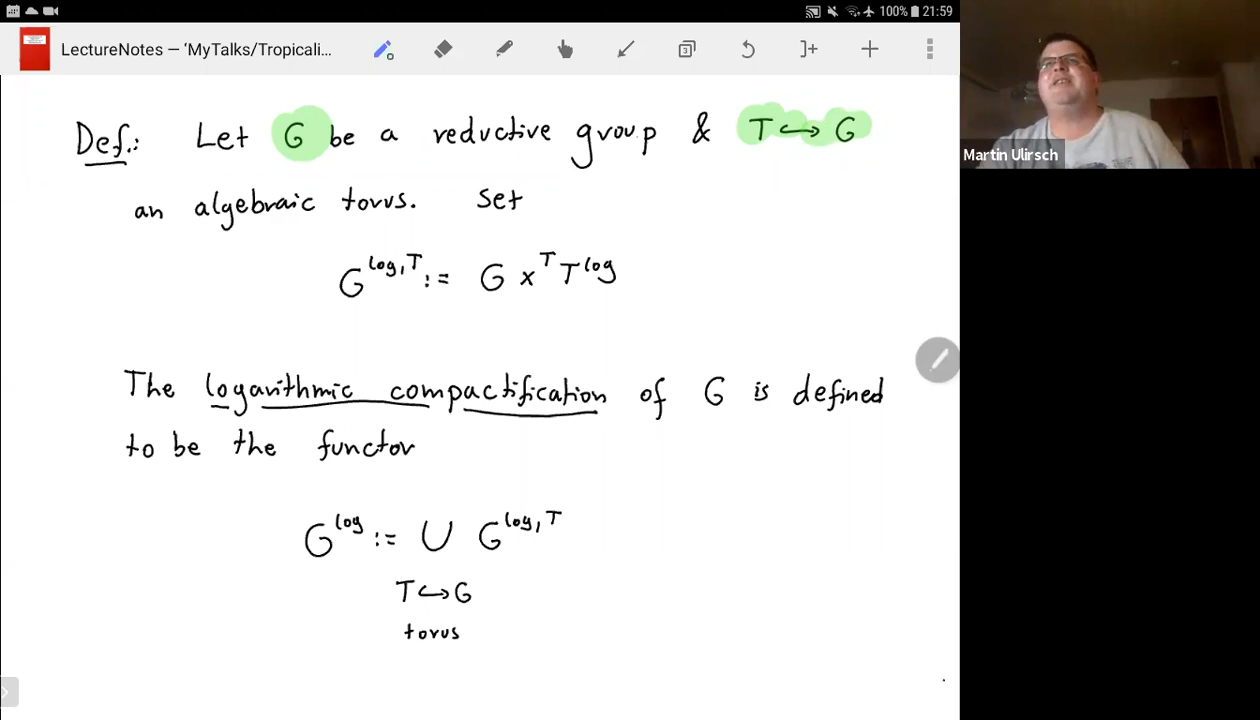 100% 21:59
LectureNotes — ‘MyTalks/Tropicali...
3
Def.: Let G be a reductive group & T ↪ G
an algebraic torus. Set
G^{log,T} := G ×^T T^{log}
The logarithmic compactification of G is defined
to be the functor
G^{log} := ∪ G^{log,T}
T ↪ G
torus
Martin Ulirsch